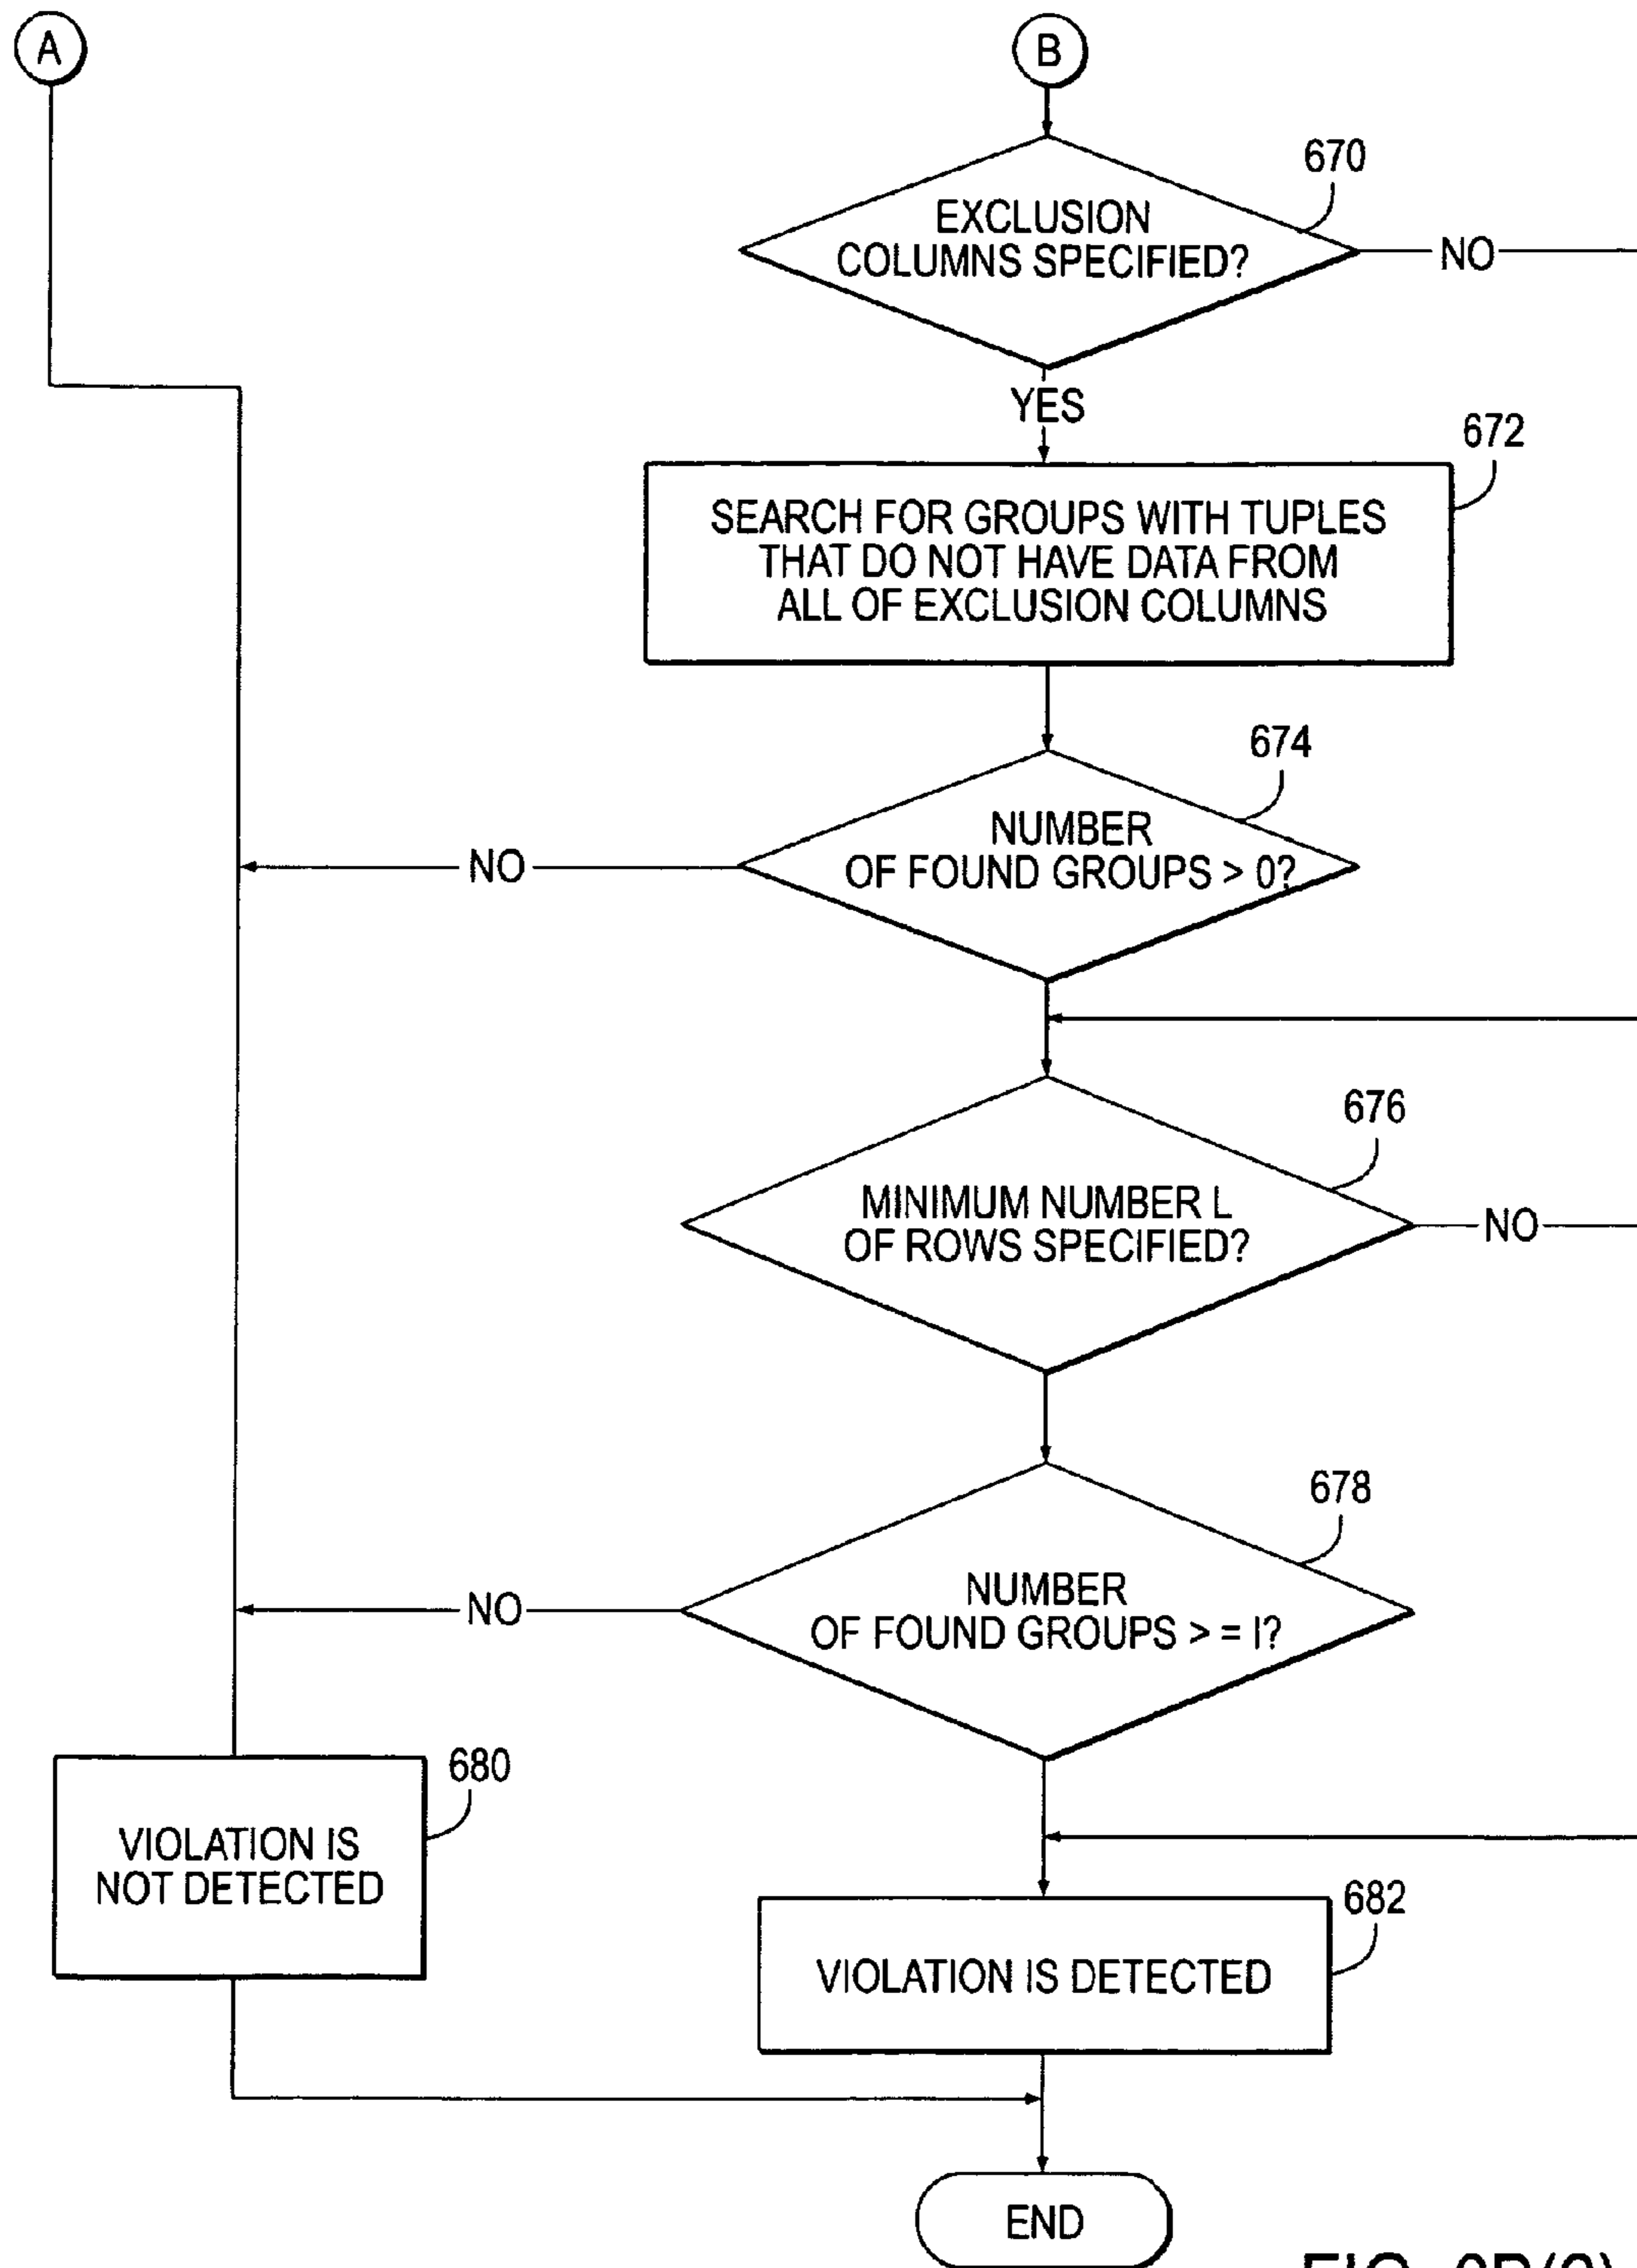 A
B
670
EXCLUSION
COLUMNS SPECIFIED?
NO
YES
672
SEARCH FOR GROUPS WITH TUPLES
THAT DO NOT HAVE DATA FROM
ALL OF EXCLUSION COLUMNS
674
NUMBER
OF FOUND GROUPS > 0?
NO
676
MINIMUM NUMBER L
OF ROWS SPECIFIED?
NO
678
NUMBER
OF FOUND GROUPS > = I?
NO
680
VIOLATION IS
NOT DETECTED
682
VIOLATION IS DETECTED
END